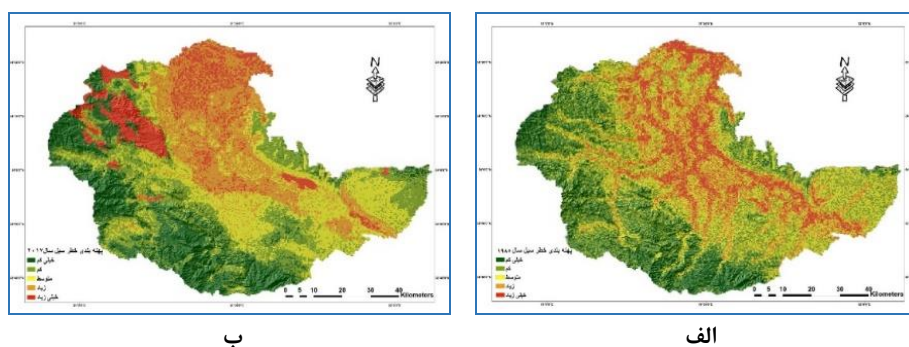 N
پهنه بندی خطر سیل سال ۱۹۸۵
خیلی کم
کم
متوسط
زیاد
خیلی زیاد
0 5 10 20 30 40
Kilometers
الف
N
پهنه بندی خطر سیل سال ۲۰۱۷
خیلی کم
کم
متوسط
زیاد
خیلی زیاد
0 5 10 20 30 40
Kilometers
ب